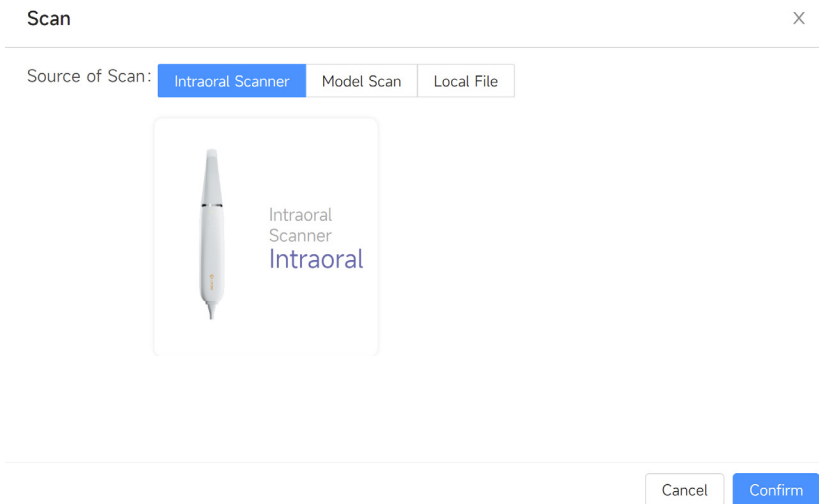 Scan
X
Source of Scan: Intraoral Scanner Model Scan Local File
Intraoral
Scanner
Intraoral
Cancel Confirm